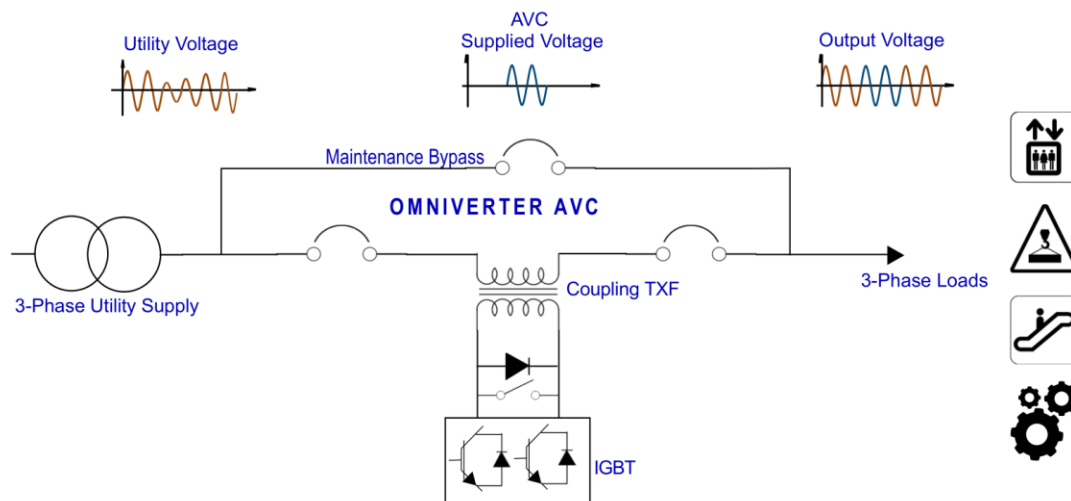 Utility Voltage
AVC
Supplied Voltage
Output Voltage
Maintenance Bypass
OMNIVERTER AVC
3-Phase Utility Supply
Coupling TXF
3-Phase Loads
IGBT